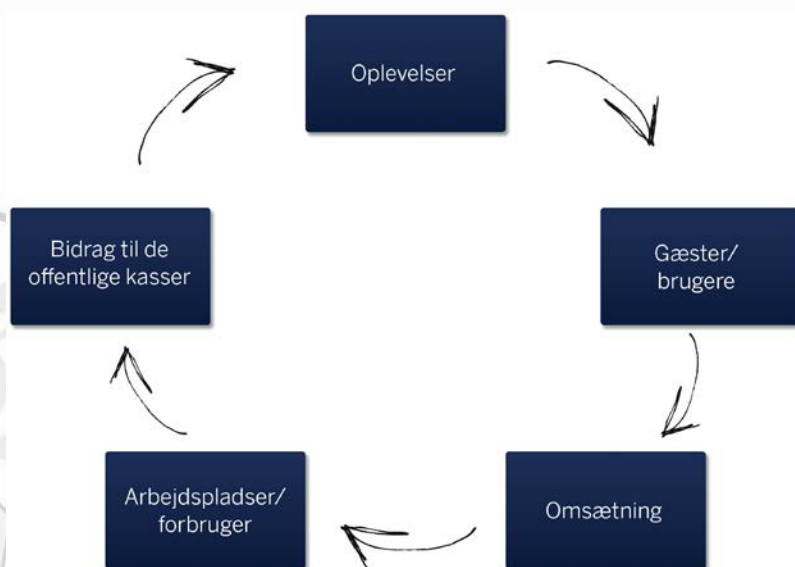 Oplevelser
Gæster/
brugere
Omsætning
Arbejdspladser/
forbruger
Bidrag til de
offentlige kasser